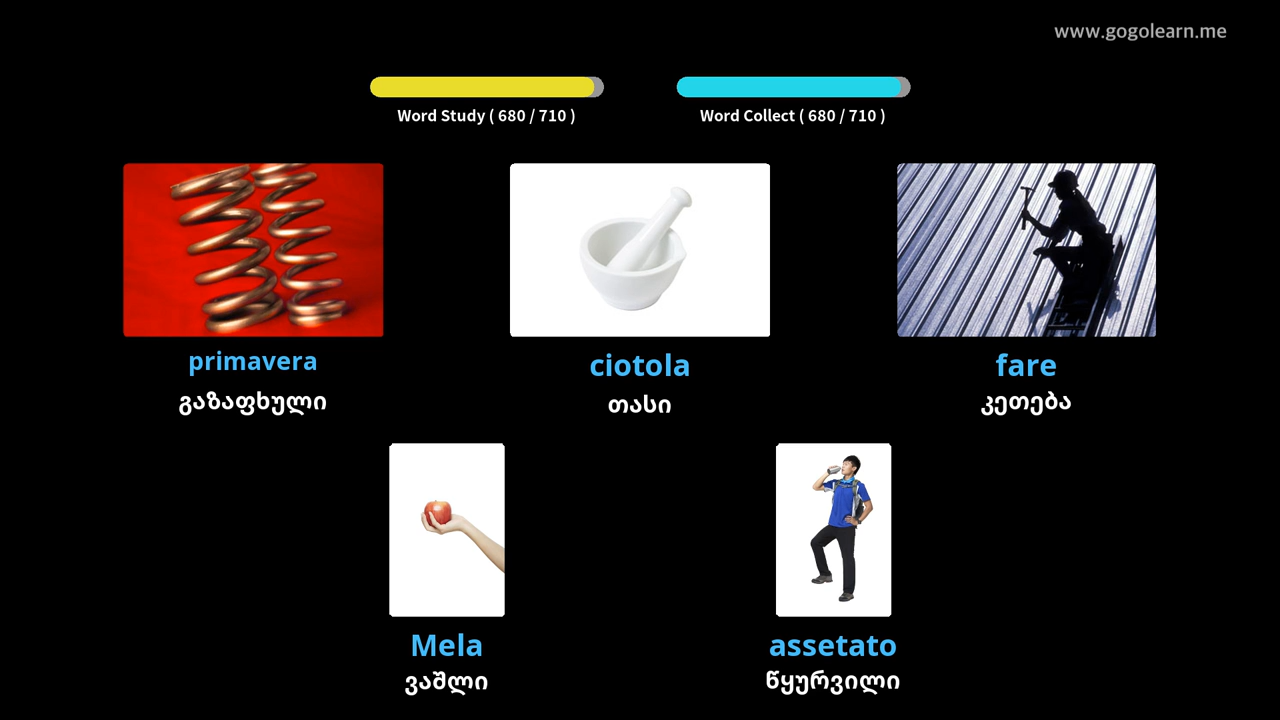 www.gogolearn.me
Word Study ( 680 / 710 )
Word Collect ( 680 / 710 )
primavera
გაზაფხული
ciotola
თასი
fare
კეთება
Mela
ვაშლი
assetato
წყურვილი